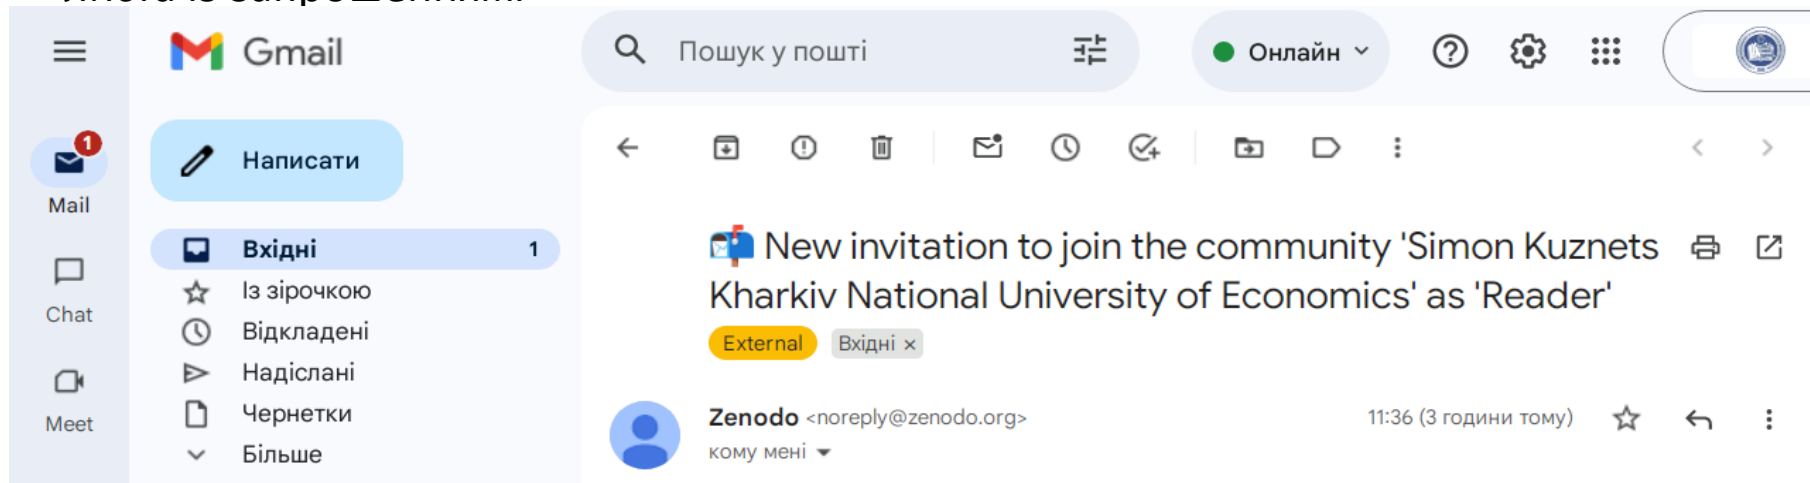 Gmail
Пошук у пошті
Онлайн
1
Mail
Написати
Вхідні 1
Із зірочкою
Chat
Відкладені
Надіслані
Meet
Чернетки
Більше
New invitation to join the community 'Simon Kuznets
Kharkiv National University of Economics' as 'Reader'
External Вхідні ×
Zenodo <noreply@zenodo.org> 11:36 (3 години тому)
кому мені